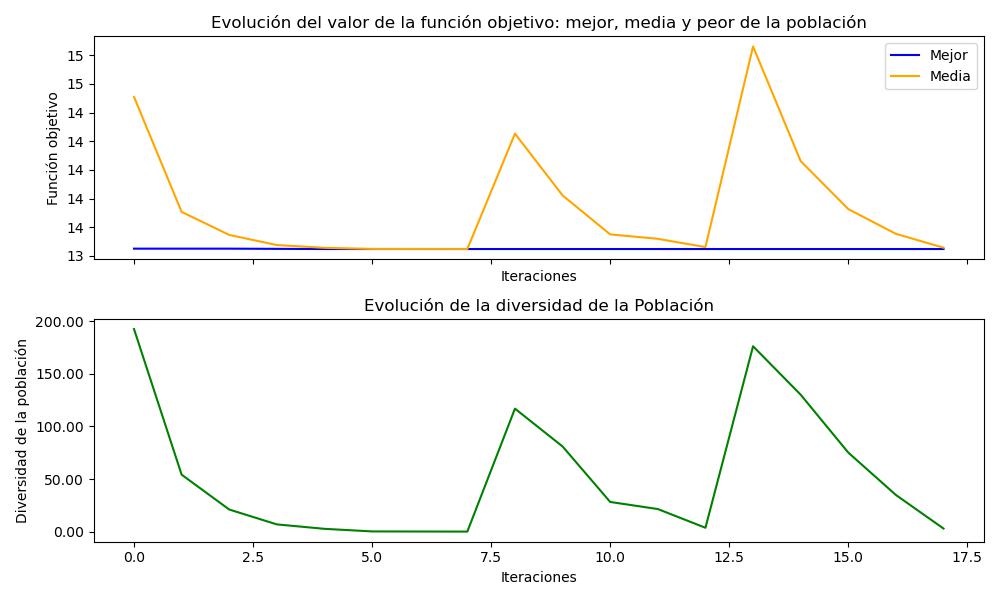 Evolución del valor de la función objetivo: mejor, media y peor de la población
Función objetivo
15
15
14
14
14
14
14
13
Mejor
Media
Iteraciones
Evolución de la diversidad de la Población
Diversidad de la población
200.00
150.00
100.00
50.00
0.00
0.0 2.5 5.0 7.5 10.0 12.5 15.0 17.5
Iteraciones